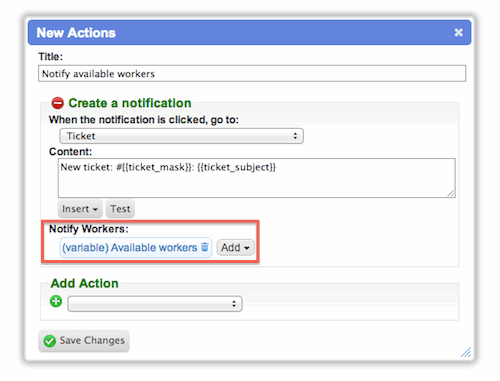 New Actions
Title:
Notify available workers
Create a notification
When the notification is clicked, go to:
Ticket
Content:
New ticket: #{{ticket_mask}}: {{ticket_subject}}
Insert
Test
Notify Workers:
(variable) Available workers
Add
Add Action
Save Changes